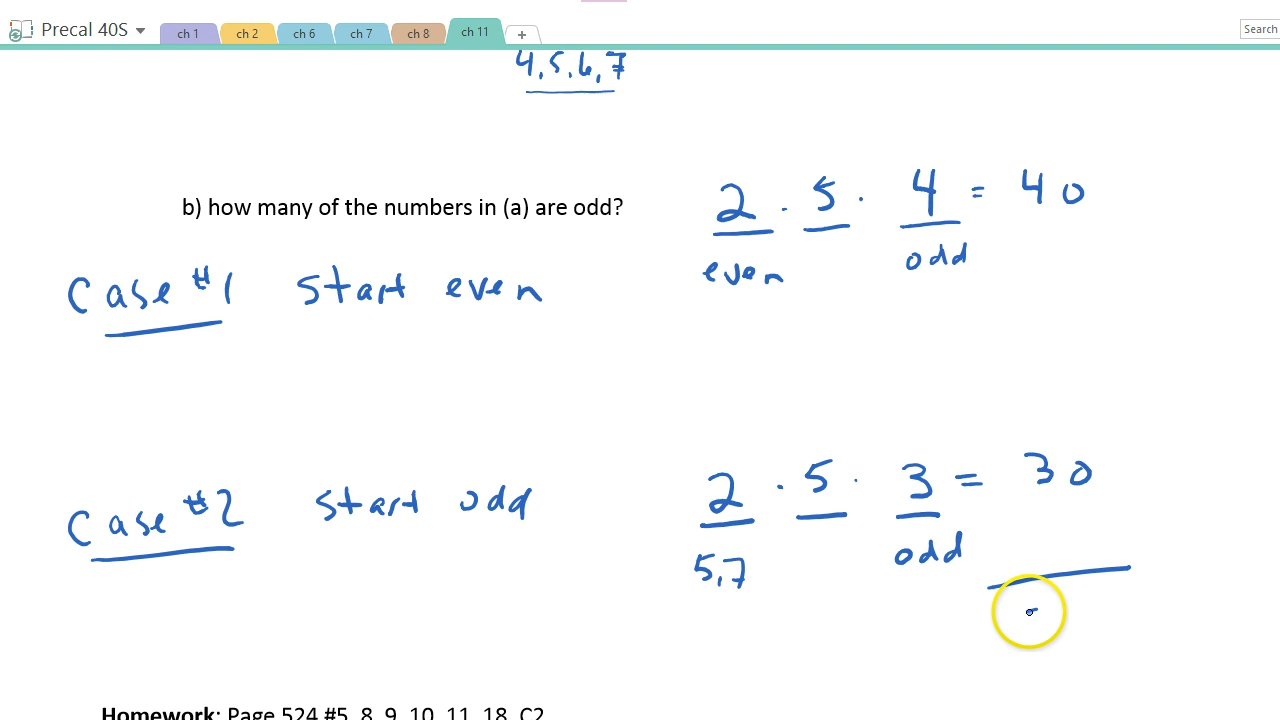 Precal 40S ch 1 ch 2 ch 6 ch 7 ch 8 ch 11 + Search
4,5,6,7
b) how many of the numbers in (a) are odd? 2 · 5 · 4 = 40
even odd
Case #1 start even
Case #2 start odd 2 · 5 · 3 = 30
5,7 odd
Homework: Page 524 #5, 8, 9, 10, 11, 18, C2